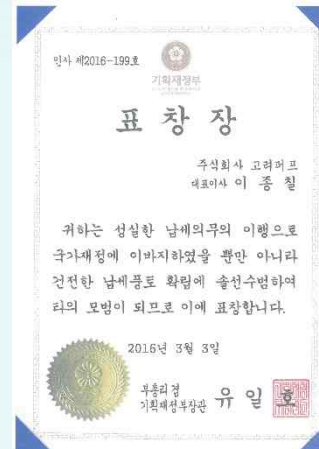 인사 제2016-199호
기획재정부
표 창 장
주식회사 고려퍼프
대표이사 이 종 칠
귀하는 성실한 납세의무의 이행으로
국가재정에 이바지하였을 뿐만 아니라
건전한 납세풍토 확립에 솔선수범하여
타의 모범이 되므로 이에 표창합니다.
2016년 3월 3일
부총리겸
기획재정부장관 유 일 호